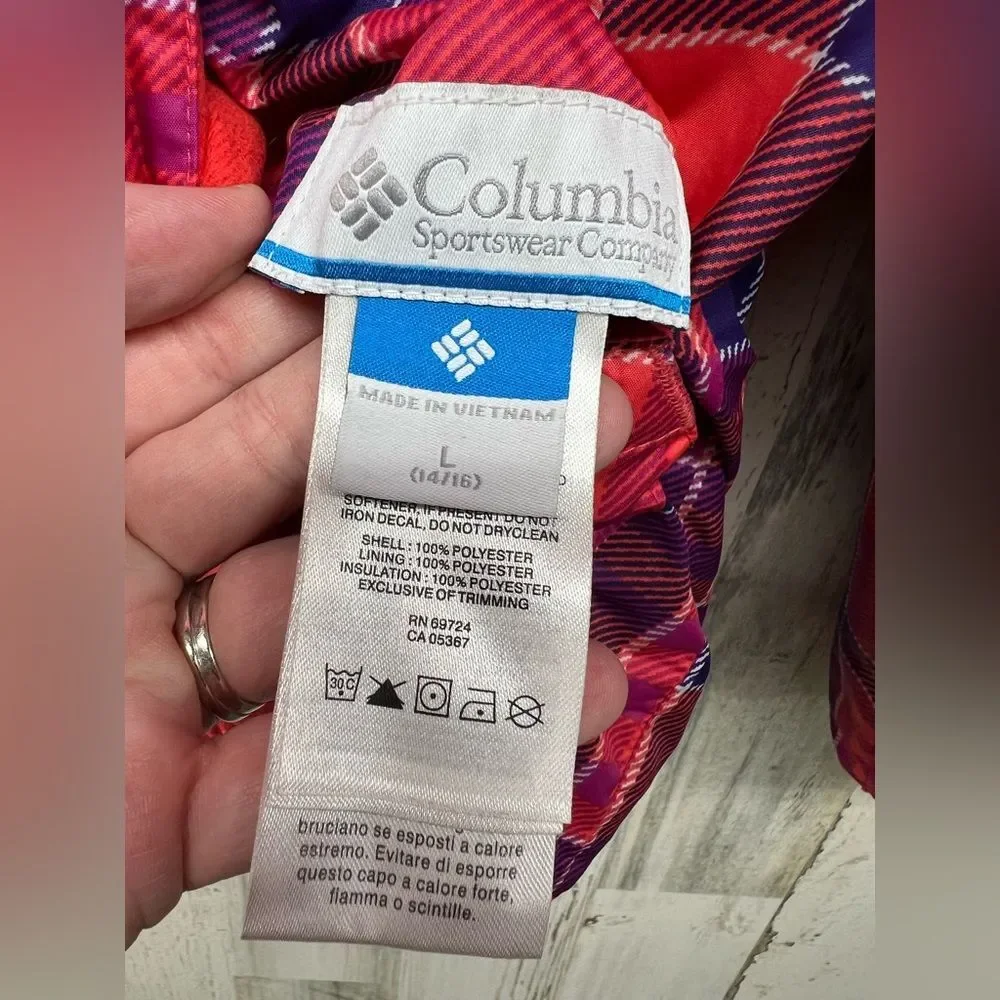 Columbia
Sportswear Company
MADE IN VIETNAM
L
(14/16)
SOFTENER, IF PRESENT DO NOT
IRON DECAL, DO NOT DRYCLEAN
SHELL : 100% POLYESTER
LINING : 100% POLYESTER
INSULATION : 100% POLYESTER
EXCLUSIVE OF TRIMMING
RN 69724
CA 05367
30 C
bruciano se esposti a calore
estremo. Evitare di esporre
questo capo a calore forte,
fiamma o scintille.